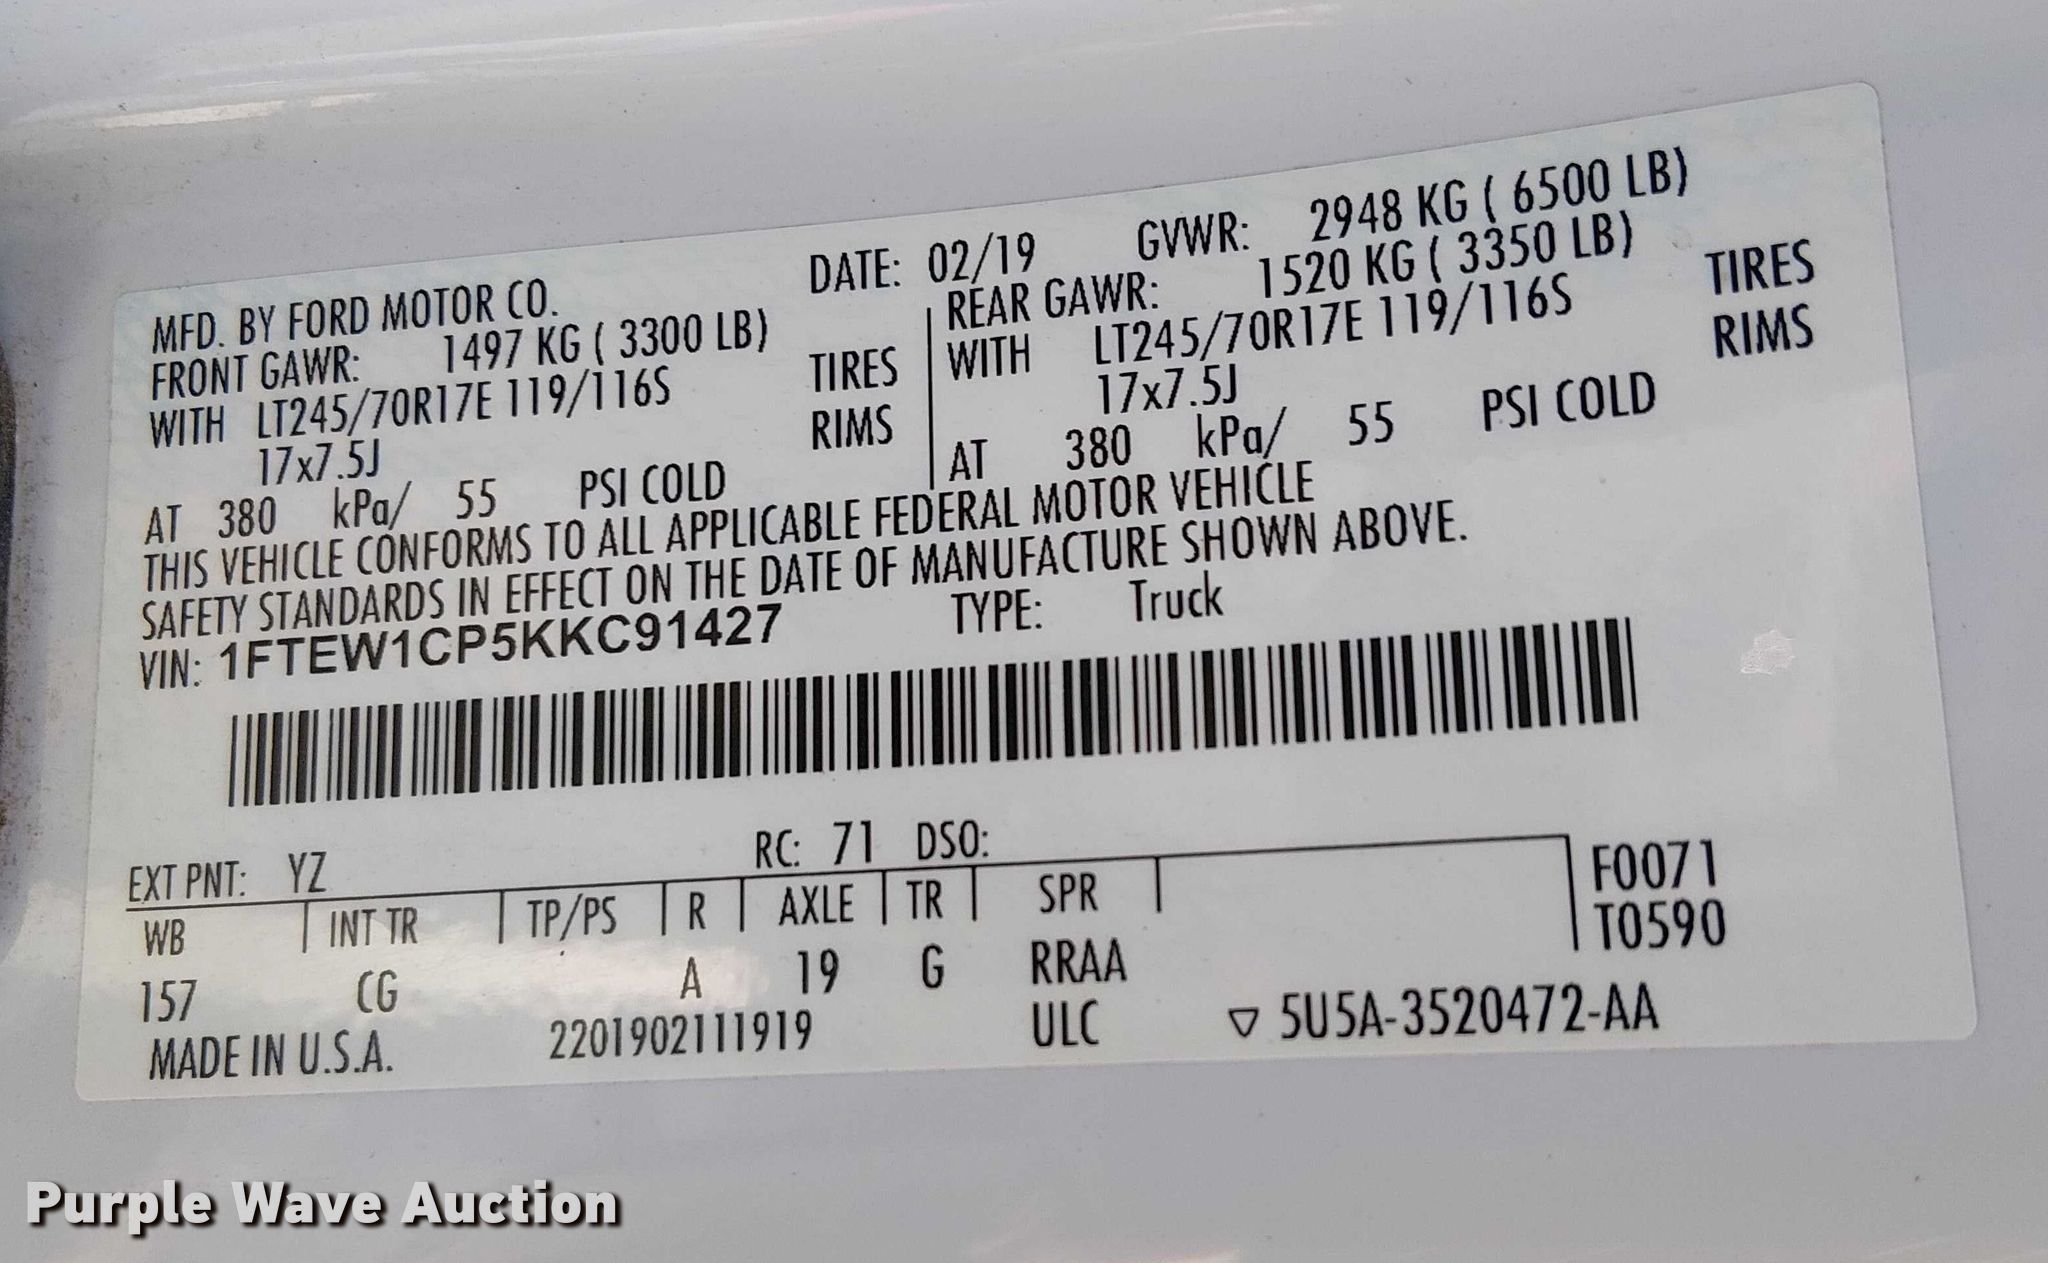 MFD. BY FORD MOTOR CO. DATE: 02/19 GVWR: 2948 KG ( 6500 LB)
FRONT GAWR: 1497 KG ( 3300 LB) REAR GAWR: 1520 KG ( 3350 LB)
WITH LT245/70R17E 119/116S TIRES WITH LT245/70R17E 119/116S TIRES
17x7.5J RIMS 17x7.5J RIMS
AT 380 kPa/ 55 PSI COLD AT 380 kPa/ 55 PSI COLD
THIS VEHICLE CONFORMS TO ALL APPLICABLE FEDERAL MOTOR VEHICLE
SAFETY STANDARDS IN EFFECT ON THE DATE OF MANUFACTURE SHOWN ABOVE.
VIN: 1FTEW1CP5KKC91427 TYPE: Truck
EXT PNT: YZ RC: 71 DSO:
WB INT TR TP/PS R AXLE TR SPR F0071
T0590
157 CG A 19 G RRAA
MADE IN U.S.A. 2201902111919 ULC ▽ 5U5A-3520472-AA
Purple Wave Auction